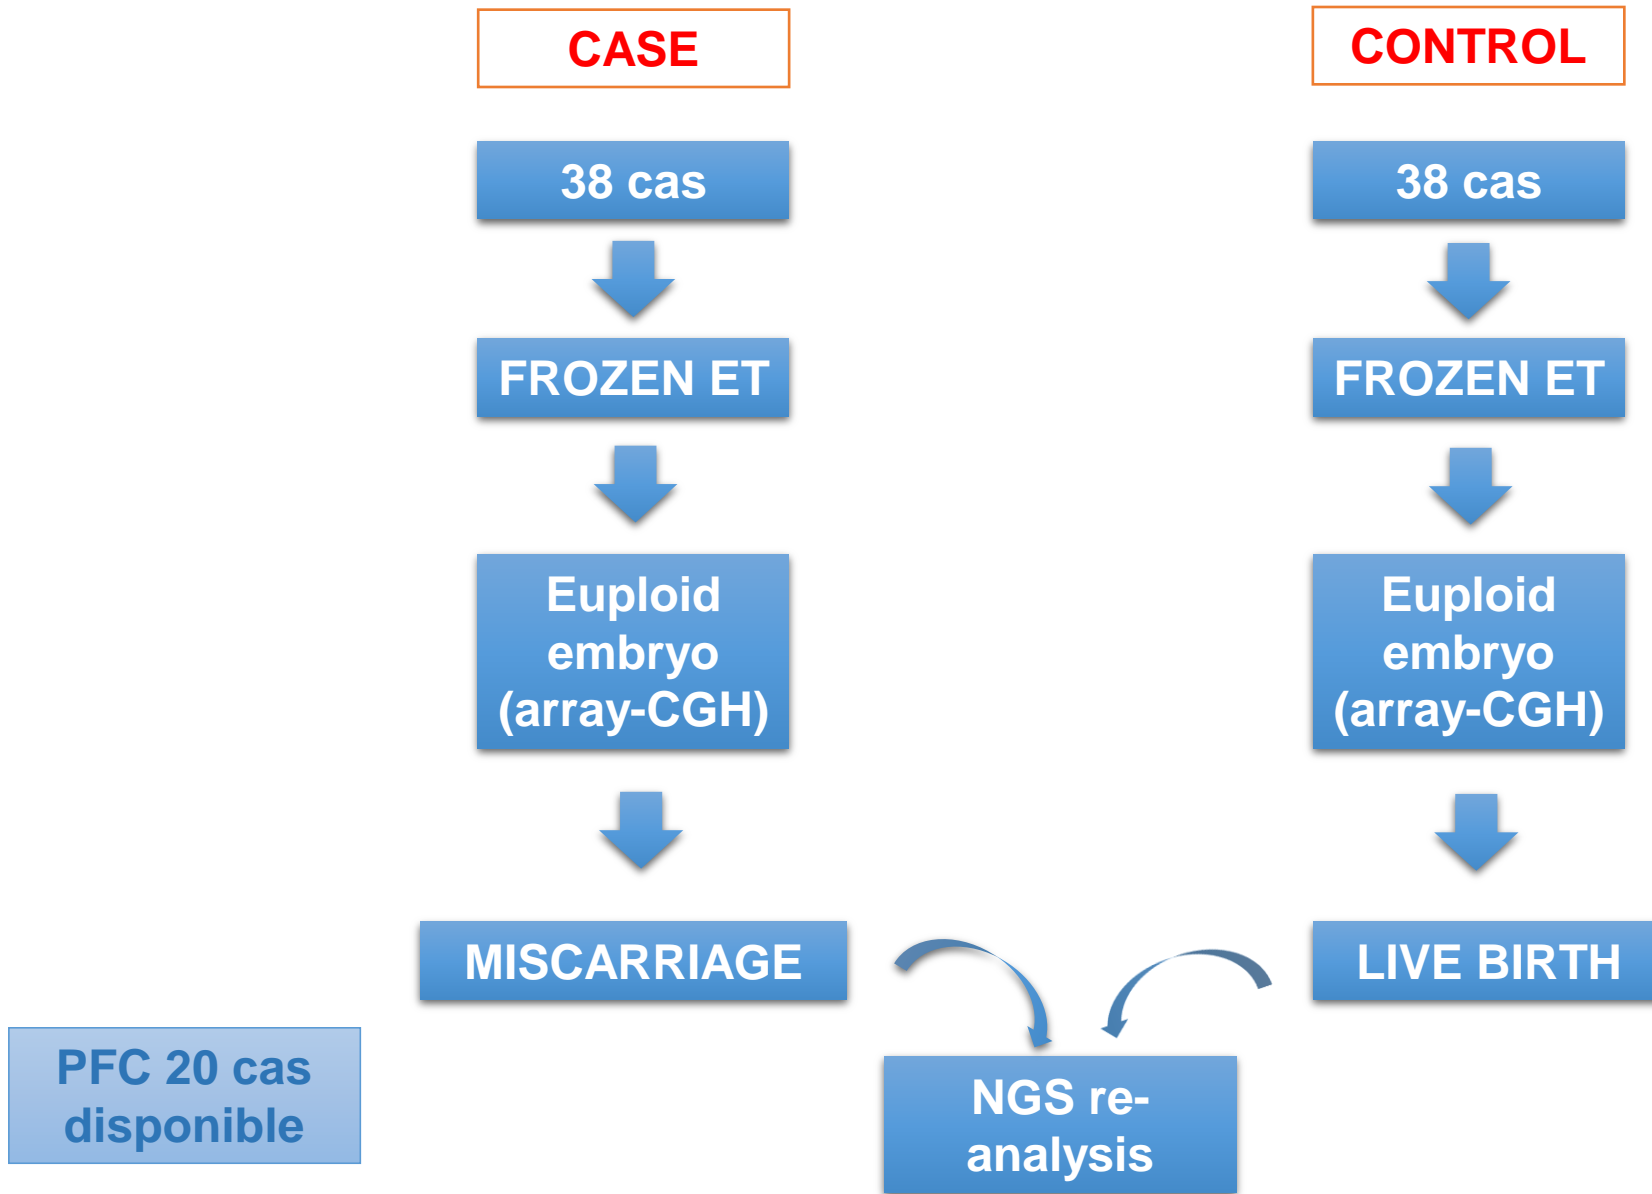 CASE
38 cas
FROZEN ET
Euploid
embryo
(array-CGH)
MISCARRIAGE
PFC 20 cas
disponible
CONTROL
38 cas
FROZEN ET
Euploid
embryo
(array-CGH)
LIVE BIRTH
NGS re-
analysis